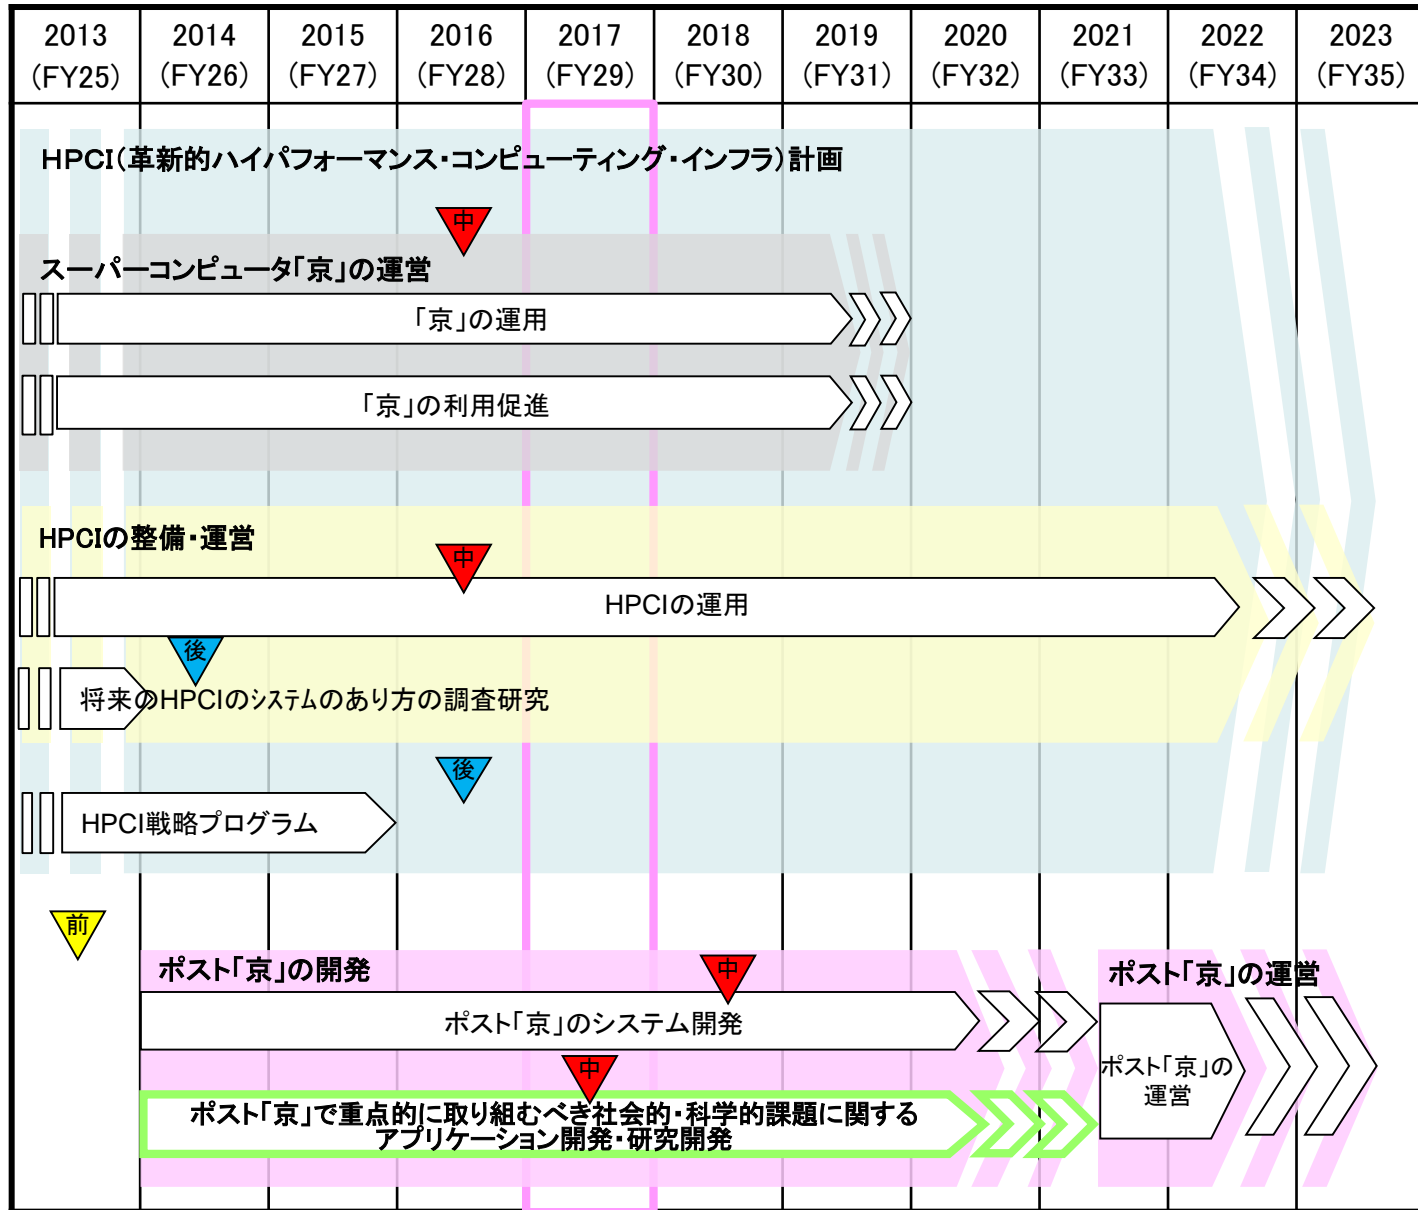 2013 2014 2015 2016 2017 2018 2019 2020 2021 2022 2023
(FY25) (FY26) (FY27) (FY28) (FY29) (FY30) (FY31) (FY32) (FY33) (FY34) (FY35)
HPCI(革新的ハイパフォーマンス・コンピューティング・インフラ)計画
中
スーパーコンピュータ「京」の運営
「京」の運用
「京」の利用促進
HPCIの整備・運営
中
HPCIの運用
後
将来のHPCIのシステムのあり方の調査研究
後
HPCI戦略プログラム
前
ポスト「京」の開発
中
ポスト「京」の運営
ポスト「京」のシステム開発
中
ポスト「京」の
運営
ポスト「京」で重点的に取り組むべき社会的・科学的課題に関する
アプリケーション開発・研究開発